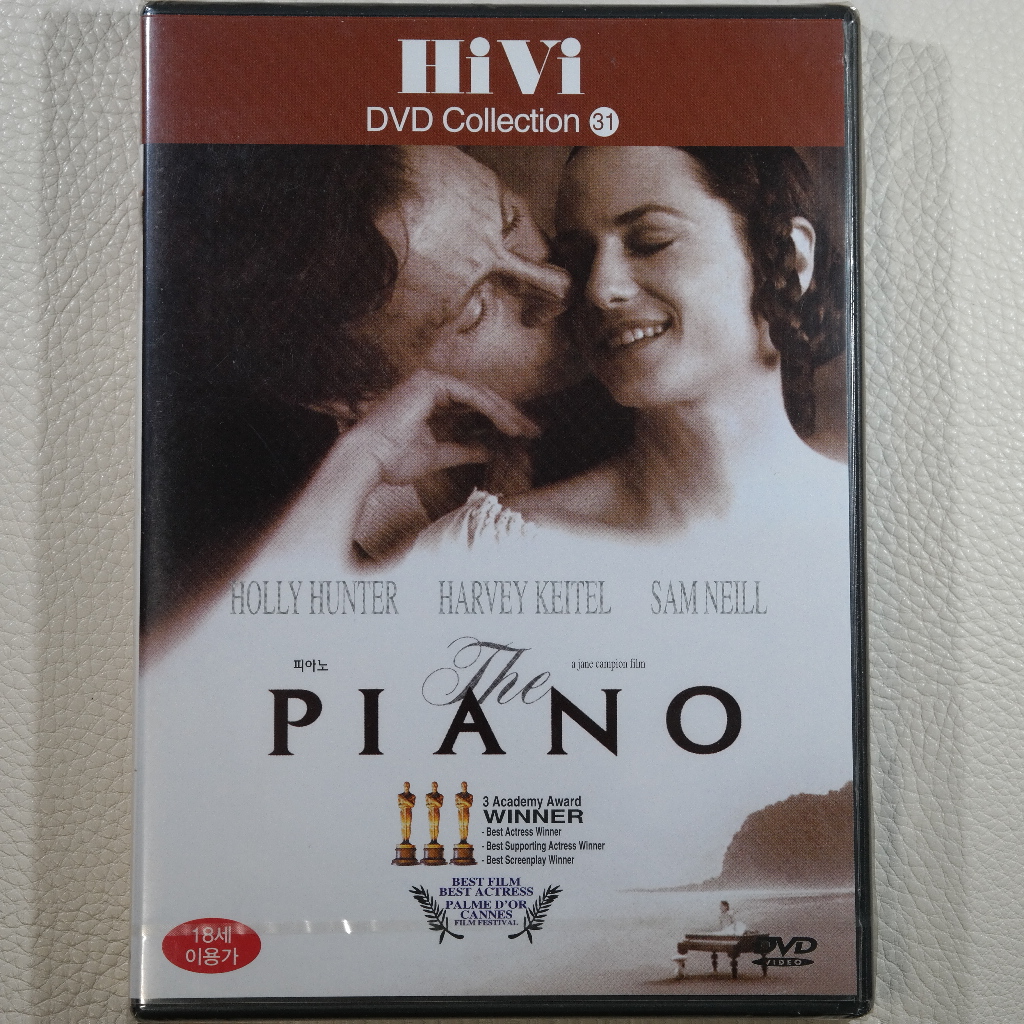 HiVi
DVD Collection 31
HOLLY HUNTER HARVEY KEITEL SAM NEILL
피아노 The a jane campion film
PIANO
3 Academy Award
WINNER
- Best Actress Winner
- Best Supporting Actress Winner
- Best Screenplay Winner
BEST FILM
BEST ACTRESS
PALME D'OR
CANNES
FILM FESTIVAL
18세
이용가
DVD
VIDEO